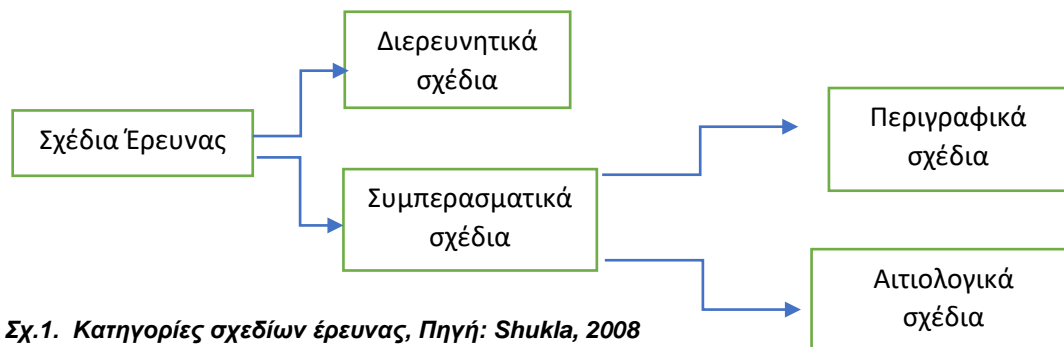 Διερευνητικά
σχέδια
Σχέδια Έρευνας
Περιγραφικά
σχέδια
Συμπερασματικά
σχέδια
Αιτιολογικά
σχέδια
Σχ.1. Κατηγορίες σχεδίων έρευνας, Πηγή: Shukla, 2008